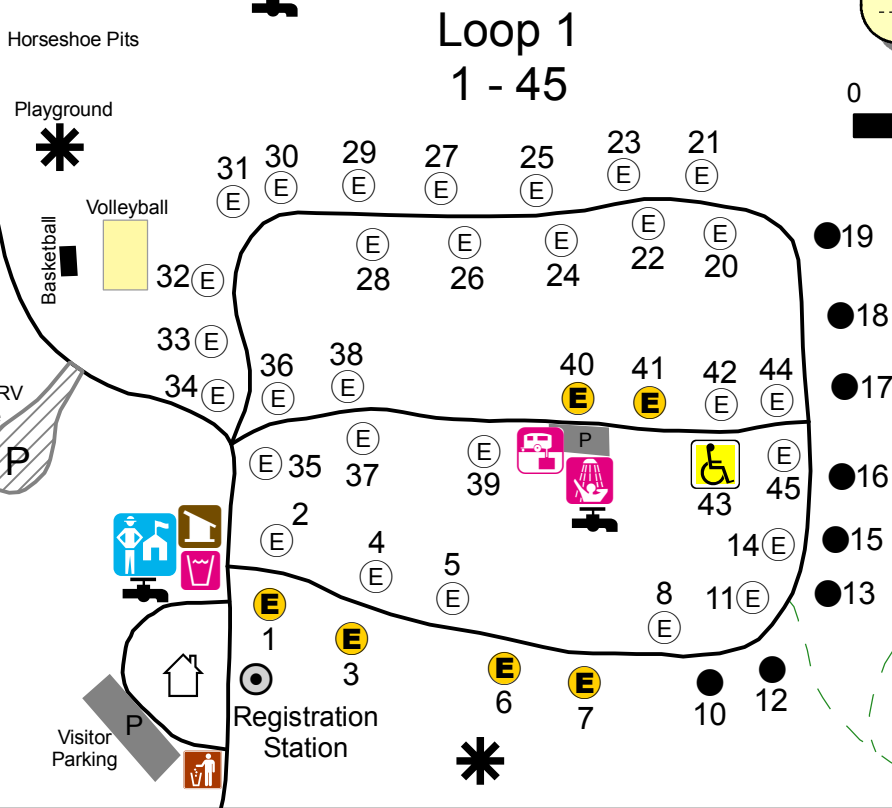 Horseshoe Pits
Loop 1
1 - 45
0
Playground
31
30
29
27
25
23
21
E
E
E
E
E
E
E
Volleyball
Basketball
E
E
E
E
E
28
26
24
22
20
19
32 E
33 E
34 E
18
36
38
40
41
42
44
E
E
E
E
E
E
17
RV
P
P
E 35
E
37
E
39
43
E
45
16
2
E
4
E
5
E
14 E
15
8
E
11 E
13
E
1
E
3
E
6
E
7
10
12
Registration
Station
P
Visitor
Parking